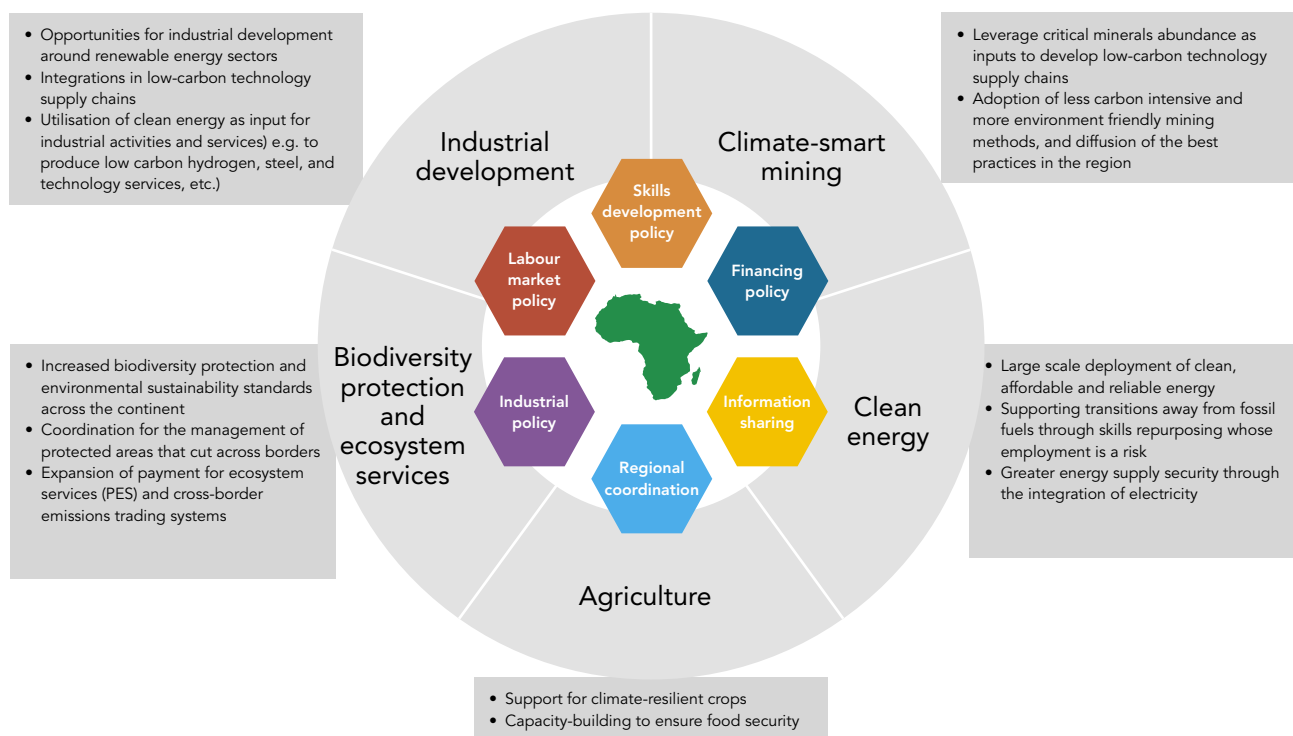 • Opportunities for industrial development
around renewable energy sectors
• Integrations in low-carbon technology
supply chains
• Utilisation of clean energy as input for
industrial activities and services) e.g. to
produce low carbon hydrogen, steel, and
technology services, etc.)
• Leverage critical minerals abundance as
inputs to develop low-carbon technology
supply chains
• Adoption of less carbon intensive and
more environment friendly mining
methods, and diffusion of the best
practices in the region
Industrial
development
Climate-smart
mining
Skills
development
policy
Labour
market
policy
Financing
policy
• Increased biodiversity protection and
environmental sustainability standards
across the continent
• Coordination for the management of
protected areas that cut across borders
• Expansion of payment for ecosystem
services (PES) and cross-border
emissions trading systems
Biodiversity
protection
and
ecosystem
services
Industrial
policy
Information
sharing
Regional
coordination
Clean
energy
• Large scale deployment of clean,
affordable and reliable energy
• Supporting transitions away from fossil
fuels through skills repurposing whose
employment is a risk
• Greater energy supply security through
the integration of electricity
Agriculture
• Support for climate-resilient crops
• Capacity-building to ensure food security